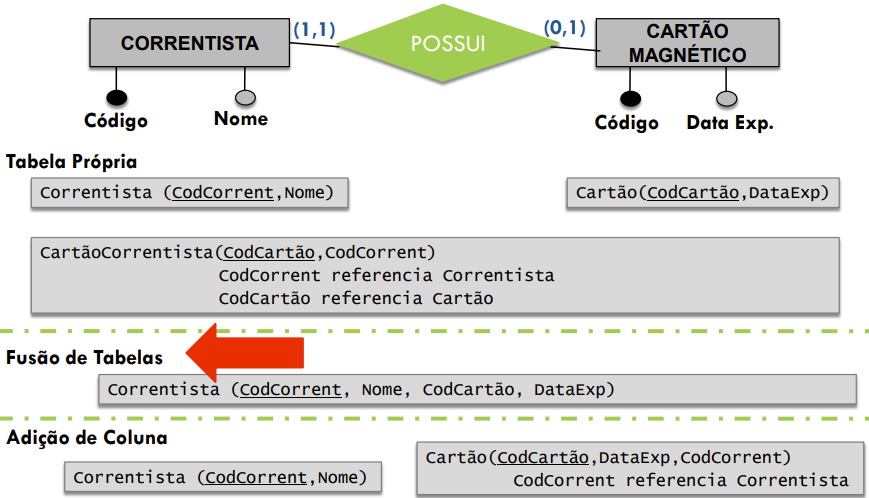 (1,1)
(0,1)
CORRENTISTA
POSSUI
CARTÃO
MAGNÉTICO
Código
Nome
Código
Data Exp.
Tabela Própria
Correntista (CodCorrent,Nome)
Cartão(CodCartão,DataExp)
CartãoCorrentista(CodCartão,CodCorrent)
CodCorrent referencia Correntista
CodCartão referencia Cartão
Fusão de Tabelas
Correntista (CodCorrent, Nome, CodCartão, DataExp)
Adição de Coluna
Correntista (CodCorrent,Nome)
Cartão(CodCartão,DataExp,CodCorrent)
CodCorrent referencia Correntista